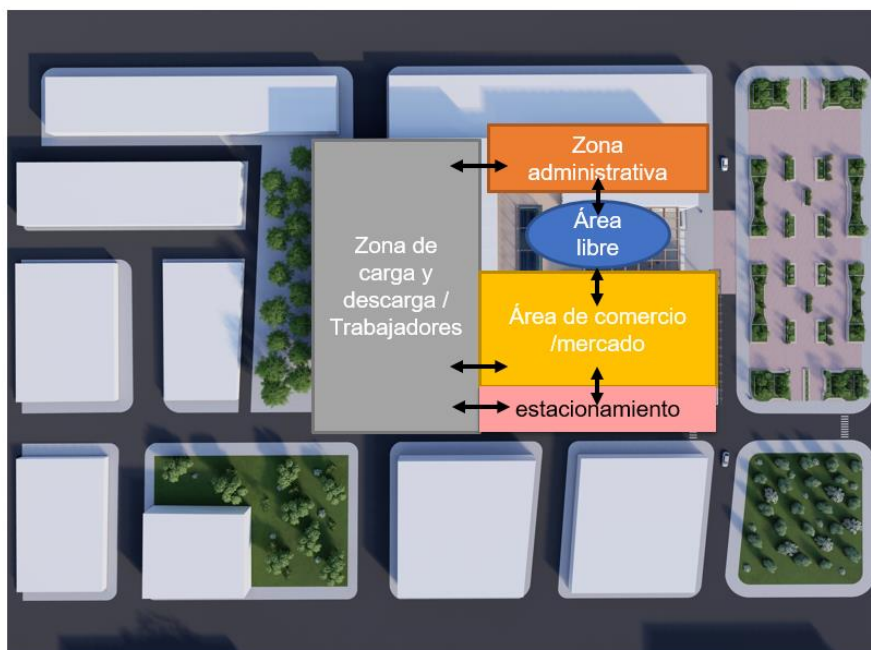 Zona
administrativa
Área
libre
Zona de
carga y
descarga /
Trabajadores
Área de comercio
/mercado
estacionamiento